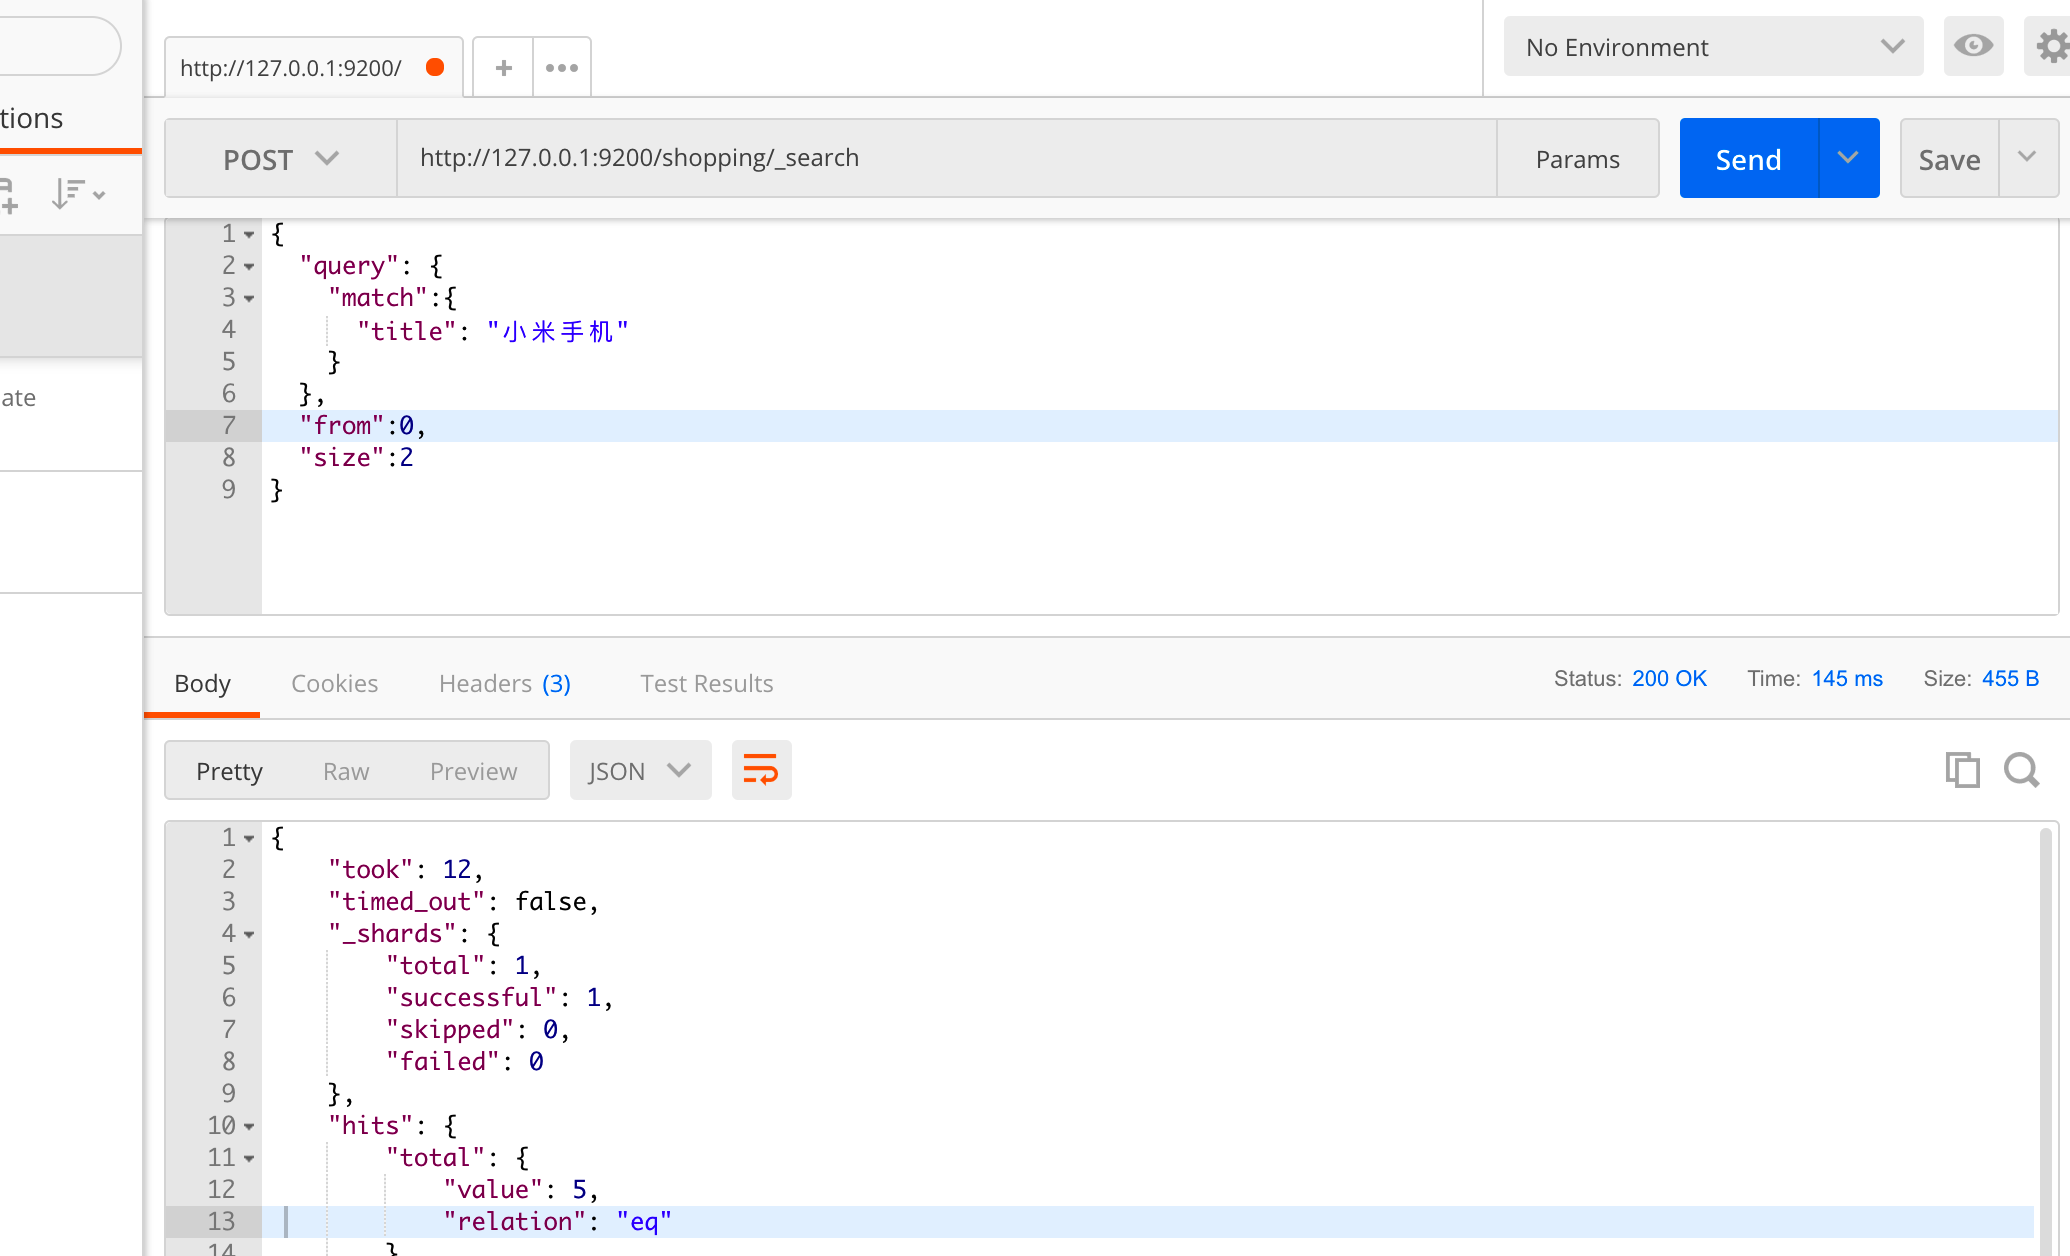 http://127.0.0.1:9200/
No Environment
tions
POST http://127.0.0.1:9200/shopping/_search Params Send Save
1 {
2 "query": {
3 "match":{
4 "title": "小米手机"
5 }
6 },
7 "from":0,
8 "size":2
9 }
ate
Body Cookies Headers (3) Test Results Status: 200 OK Time: 145 ms Size: 455 B
Pretty Raw Preview JSON
1 {
2 "took": 12,
3 "timed_out": false,
4 "_shards": {
5 "total": 1,
6 "successful": 1,
7 "skipped": 0,
8 "failed": 0
9 },
10 "hits": {
11 "total": {
12 "value": 5,
13 "relation": "eq"
14 }